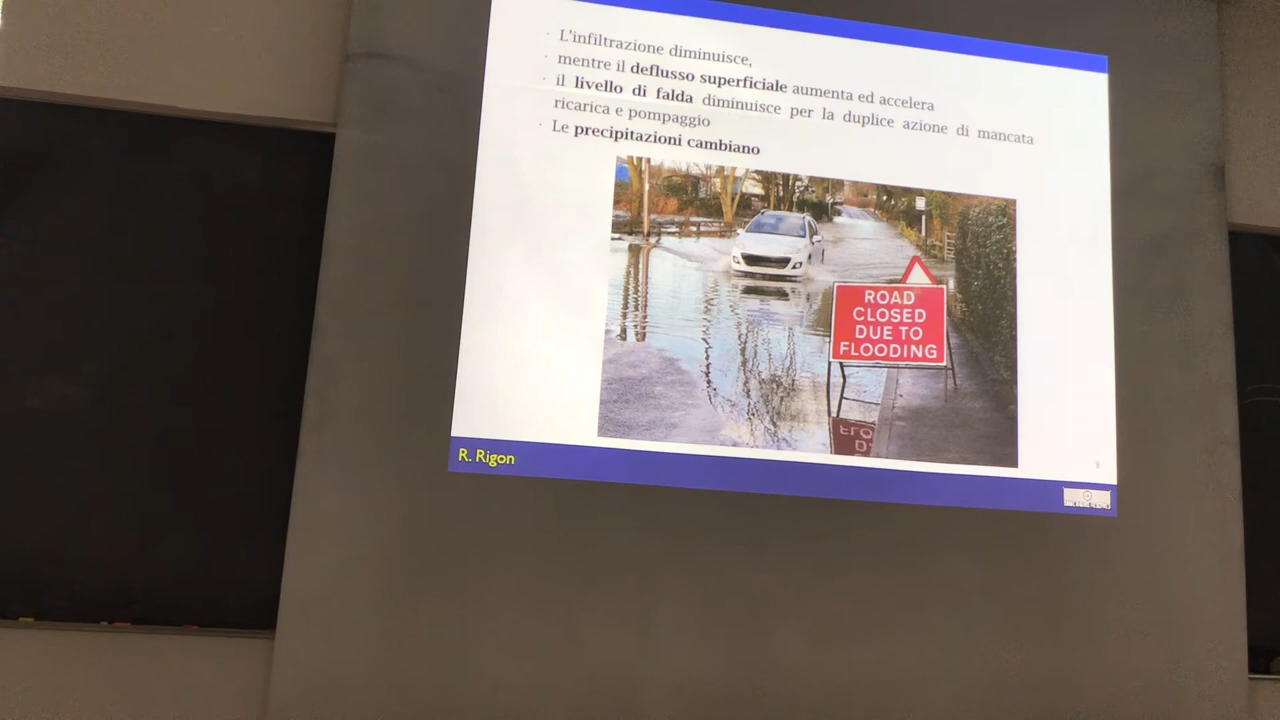 L'infiltrazione diminuisce,
mentre il deflusso superficiale aumenta ed accelera
il livello di falda diminuisce per la duplice azione di mancata
ricarica e pompaggio
Le precipitazioni cambiano
ROAD
CLOSED
DUE TO
FLOODING
R. Rigon